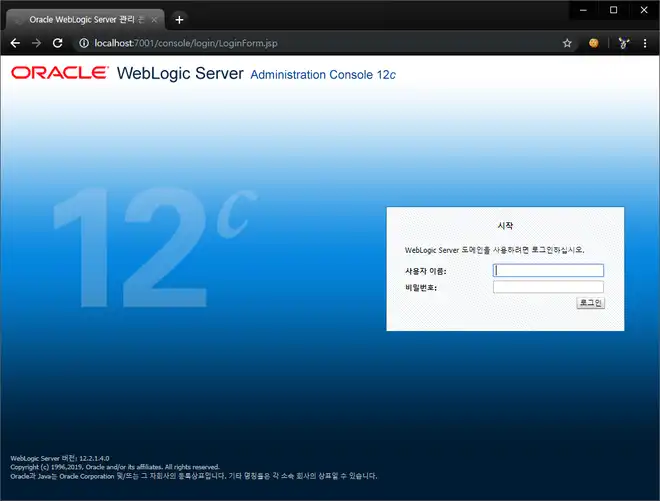 Oracle WebLogic Server 관리 콘
localhost:7001/console/login/LoginForm.jsp
ORACLE WebLogic Server Administration Console 12c
12c
시작
WebLogic Server 도메인을 사용하려면 로그인하십시오.
사용자 이름:
비밀번호:
로그인
WebLogic Server 버전: 12.2.1.4.0
Copyright (c) 1996,2019, Oracle and/or its affiliates. All rights reserved.
Oracle과 Java는 Oracle Corporation 및/또는 그 자회사의 등록상표입니다. 기타 명칭들은 각 소속 회사의 상표일 수 있습니다.